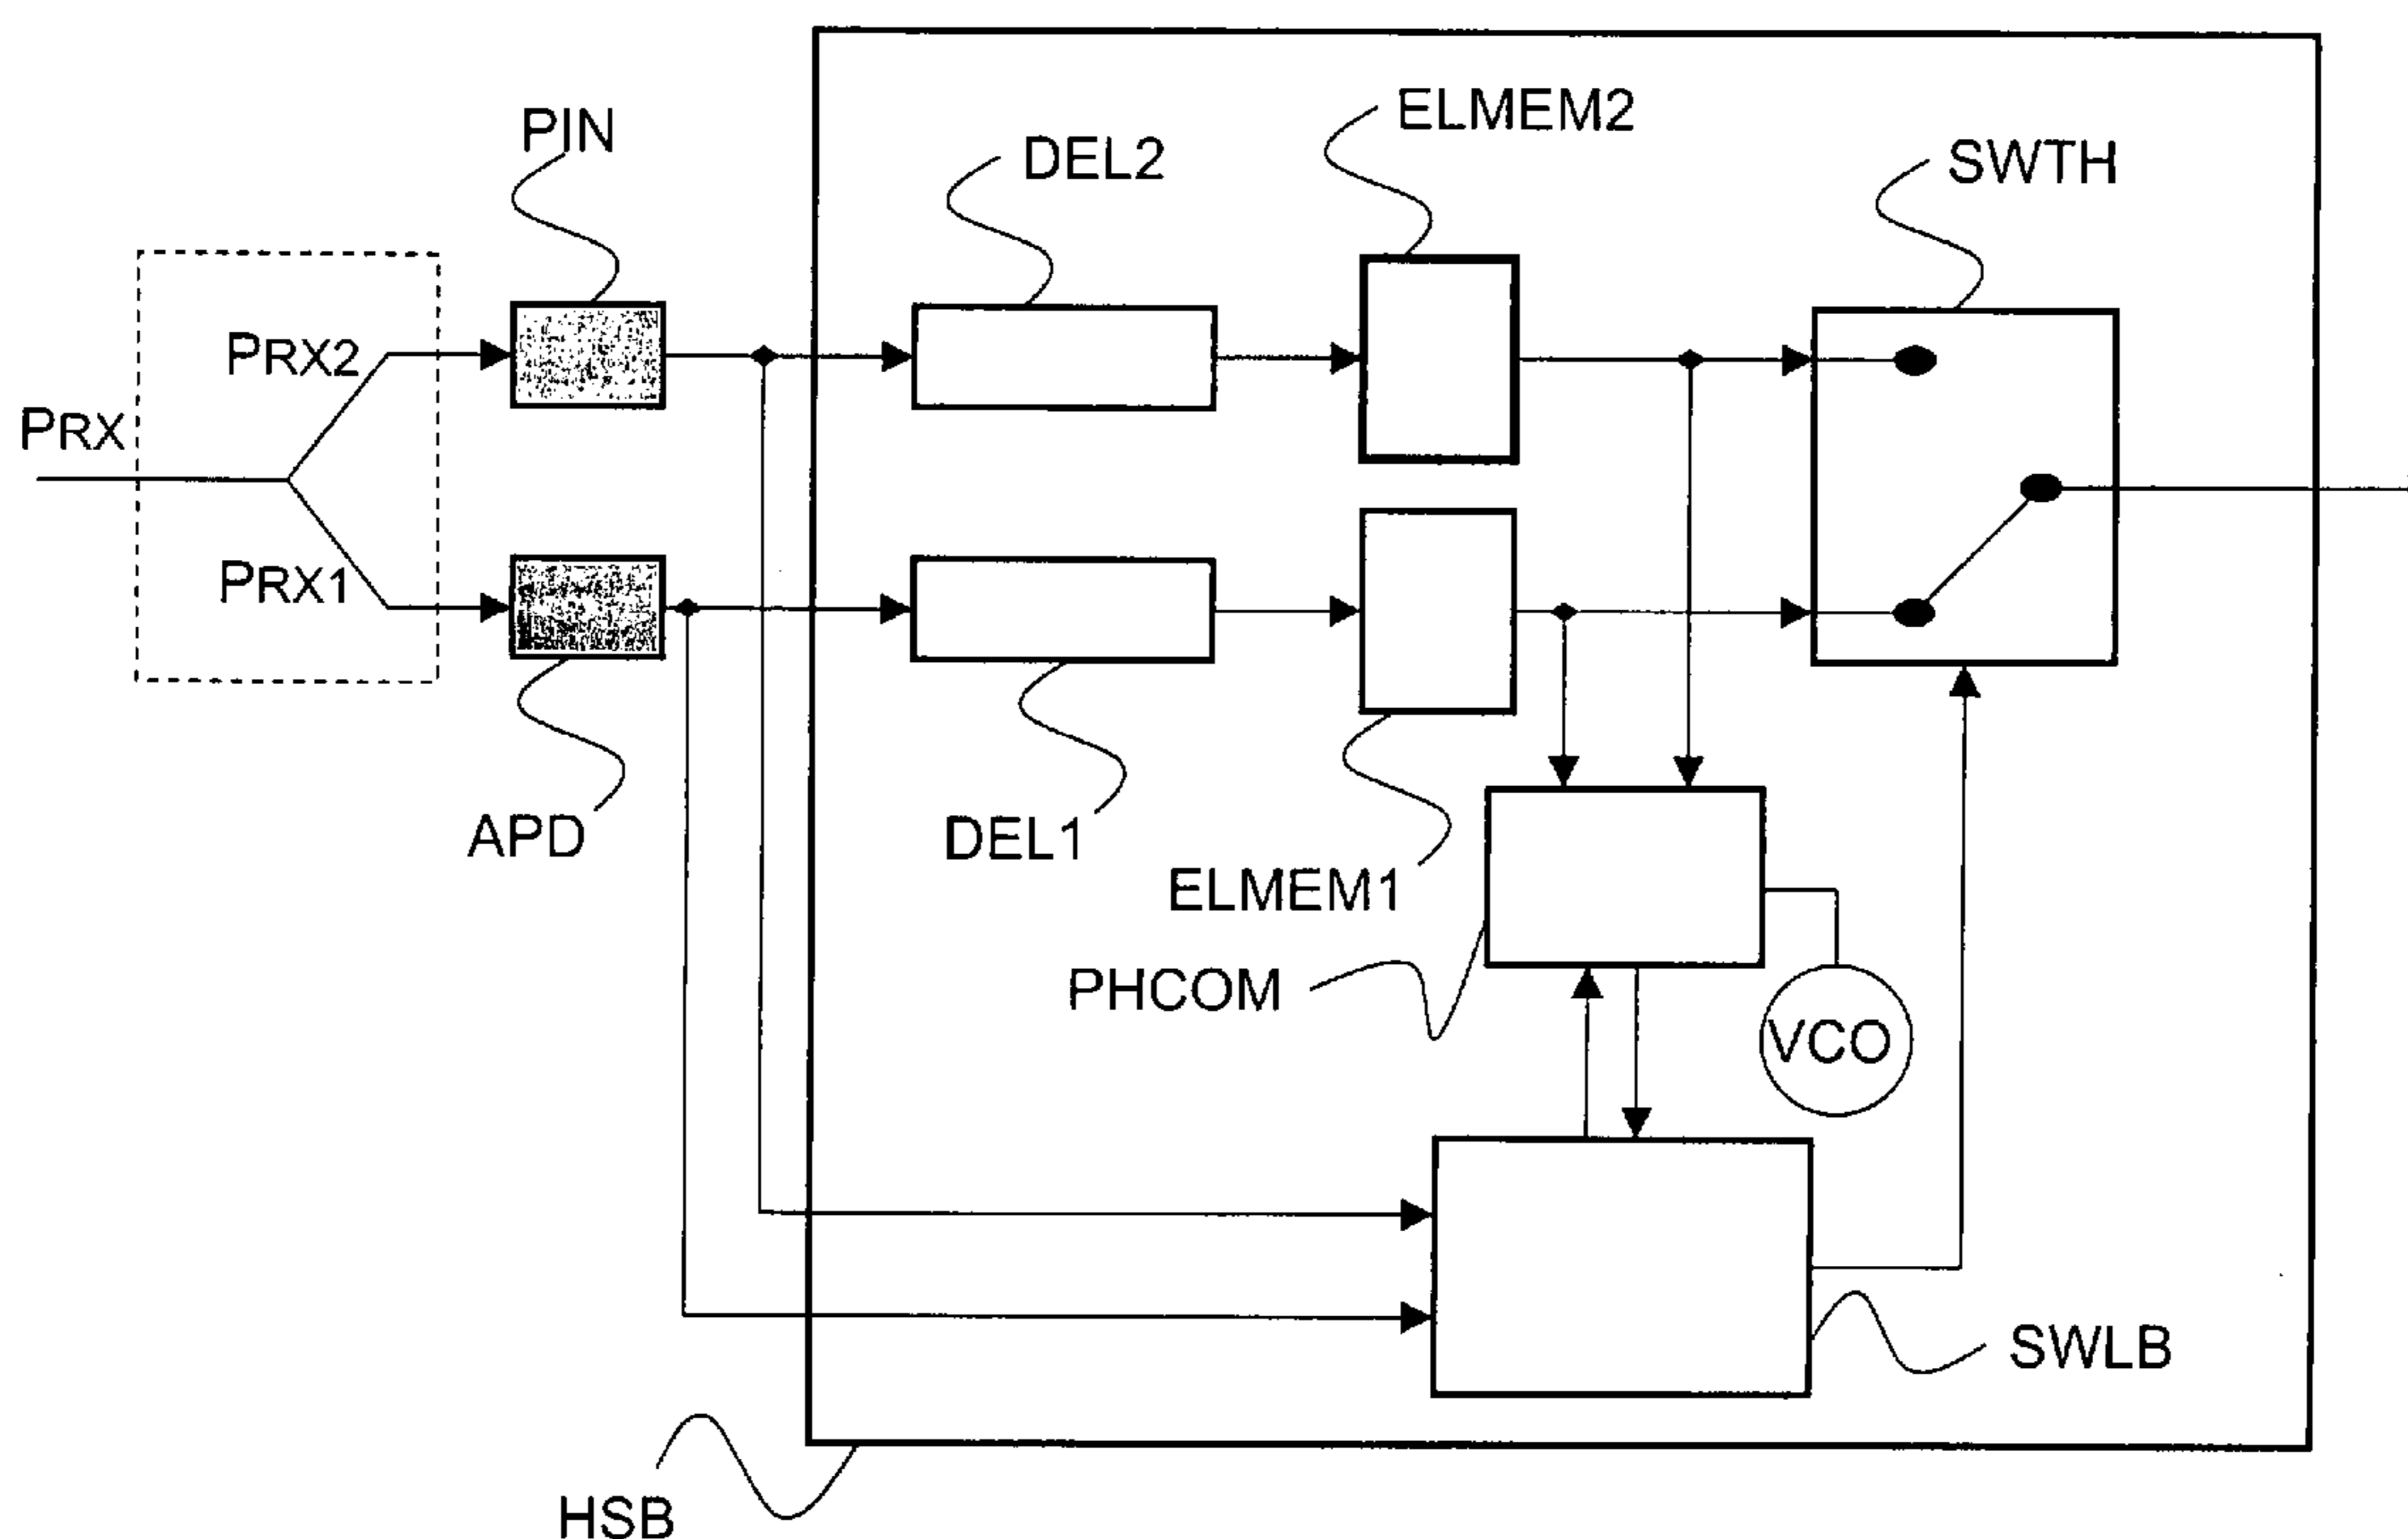 ELMEM2
PIN
DEL2
SWTH
PRX2
PRX
PRX1
APD
DEL1
ELMEM1
PHCOM
VCO
SWLB
HSB